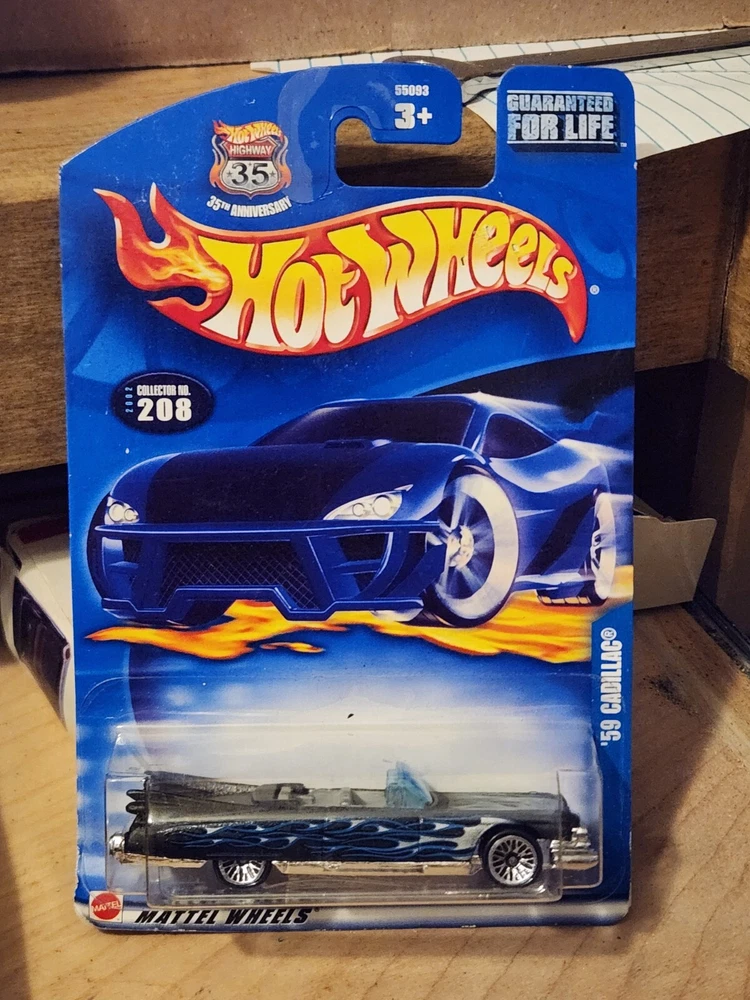 55093
3+
GUARANTEED
FOR LIFE
™
HOT WHEELS
HIGHWAY
35
35TH ANNIVERSARY
HOT WHEELS®
2002
COLLECTOR NO.
208
'59 CADILLAC®
MATTEL
MATTEL WHEELS